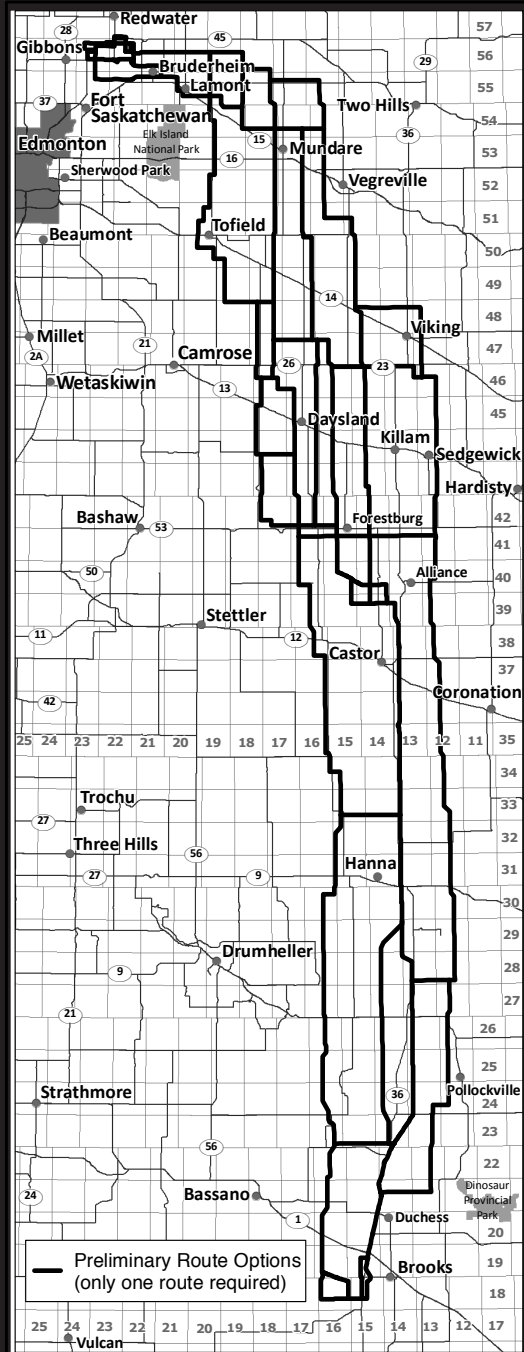 Redwater
57
28
45
Gibbons
56
29
Bruderheim
Lamont
55
37
Fort
Saskatchewan
Two Hills
54
Elk Island
National Park
15
36
Edmonton
Mundare
53
16
Sherwood Park
Vegreville
52
51
Tofield
Beaumont
50
49
14
48
Viking
Millet
21
47
2A
Camrose
26
23
46
Wetaskiwin
13
45
Daysland
Killam
Sedgewick
Hardisty
Bashaw
53
Forestburg
42
41
50
Alliance
40
39
Stettler
11
12
38
Castor
37
Coronation
42
25 24 23 22 21 20 19 18 17 16 15 14 13 12 11 35
34
Trochu
33
27
32
Three Hills
56
Hanna
31
27
9
30
29
Drumheller
28
9
27
21
26
25
Pollockville
Strathmore
36
24
23
56
22
24
Bassano
Dinosaur
Provincial
Park
1
Duchess
20
Preliminary Route Options
(only one route required)
19
Brooks
18
25 24 23 22 21 20 19 18 17 16 15 14 13 12 17
Vulcan